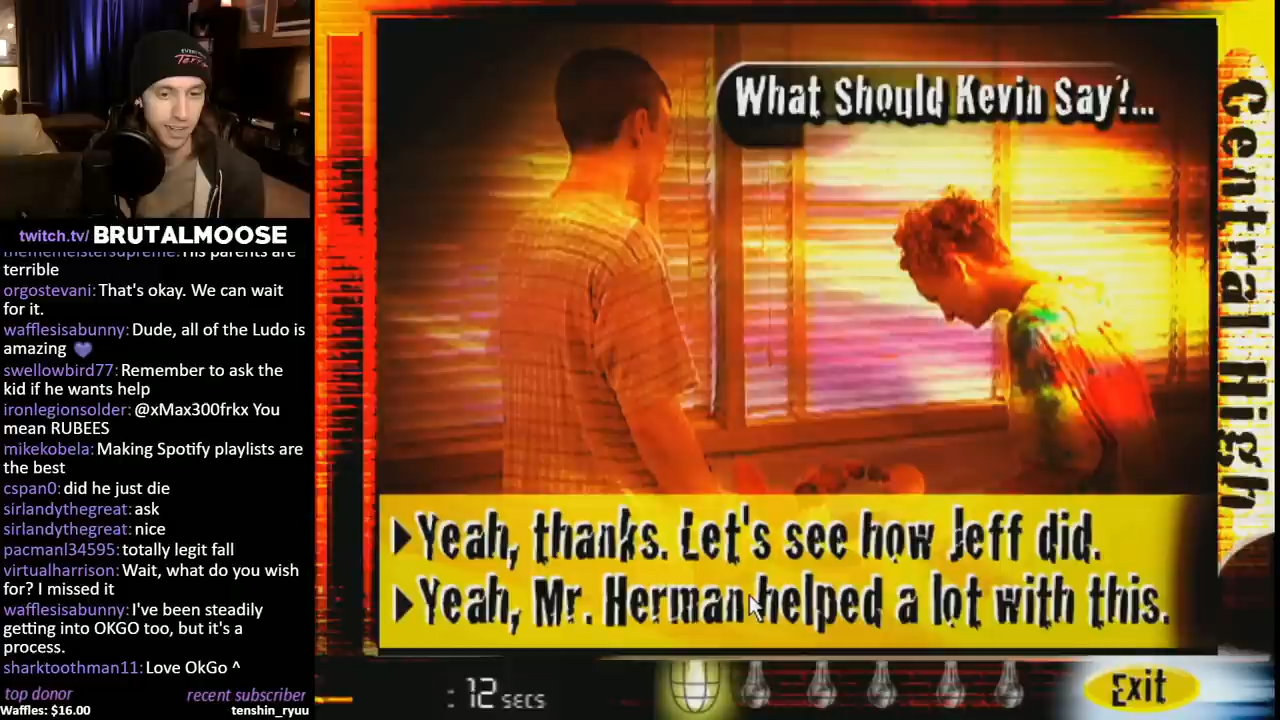 twitch.tv/ BRUTALMOOSE
terrible
orgostevani: That's okay. We can wait
for it.
wafflesisabunny: Dude, all of the Ludo is
amazing 💜
swellowbird77: Remember to ask the
kid if he wants help
ironlegionsolder: @xMax300frkx You
mean RUBEES
mikekobela: Making Spotify playlists are
the best
cspan0: did he just die
sirlandythegreat: ask
sirlandythegreat: nice
pacmanl34595: totally legit fall
virtualharrison: Wait, what do you wish
for? I missed it
wafflesisabunny: I've been steadily
getting into OKGO too, but it's a
process.
sharktoothman11: Love OkGo ^
top donor
Waffles: $16.00
recent subscriber
tenshin_ryuu
What Should Kevin Say?...
Yeah, thanks. Let's see how Jeff did.
Yeah, Mr. Herman helped a lot with this.
:12 SECS
Exit
Central High